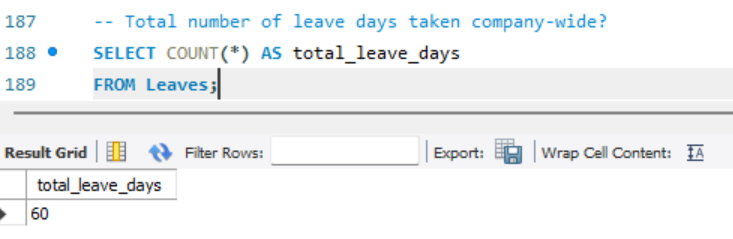 187 -- Total number of leave days taken company-wide?
188 SELECT COUNT(*) AS total_leave_days
189 FROM Leaves;
Result Grid Filter Rows: Export: Wrap Cell Content: IA
total_leave_days
60